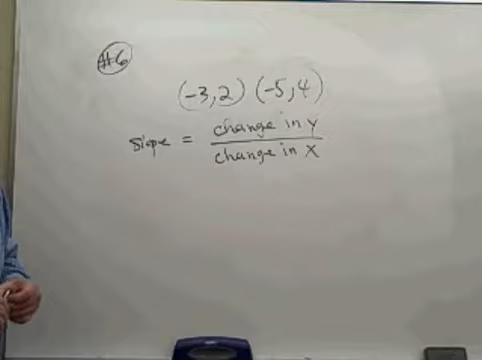 #6
(-3,2) (-5,4)
slope = change in y
change in x